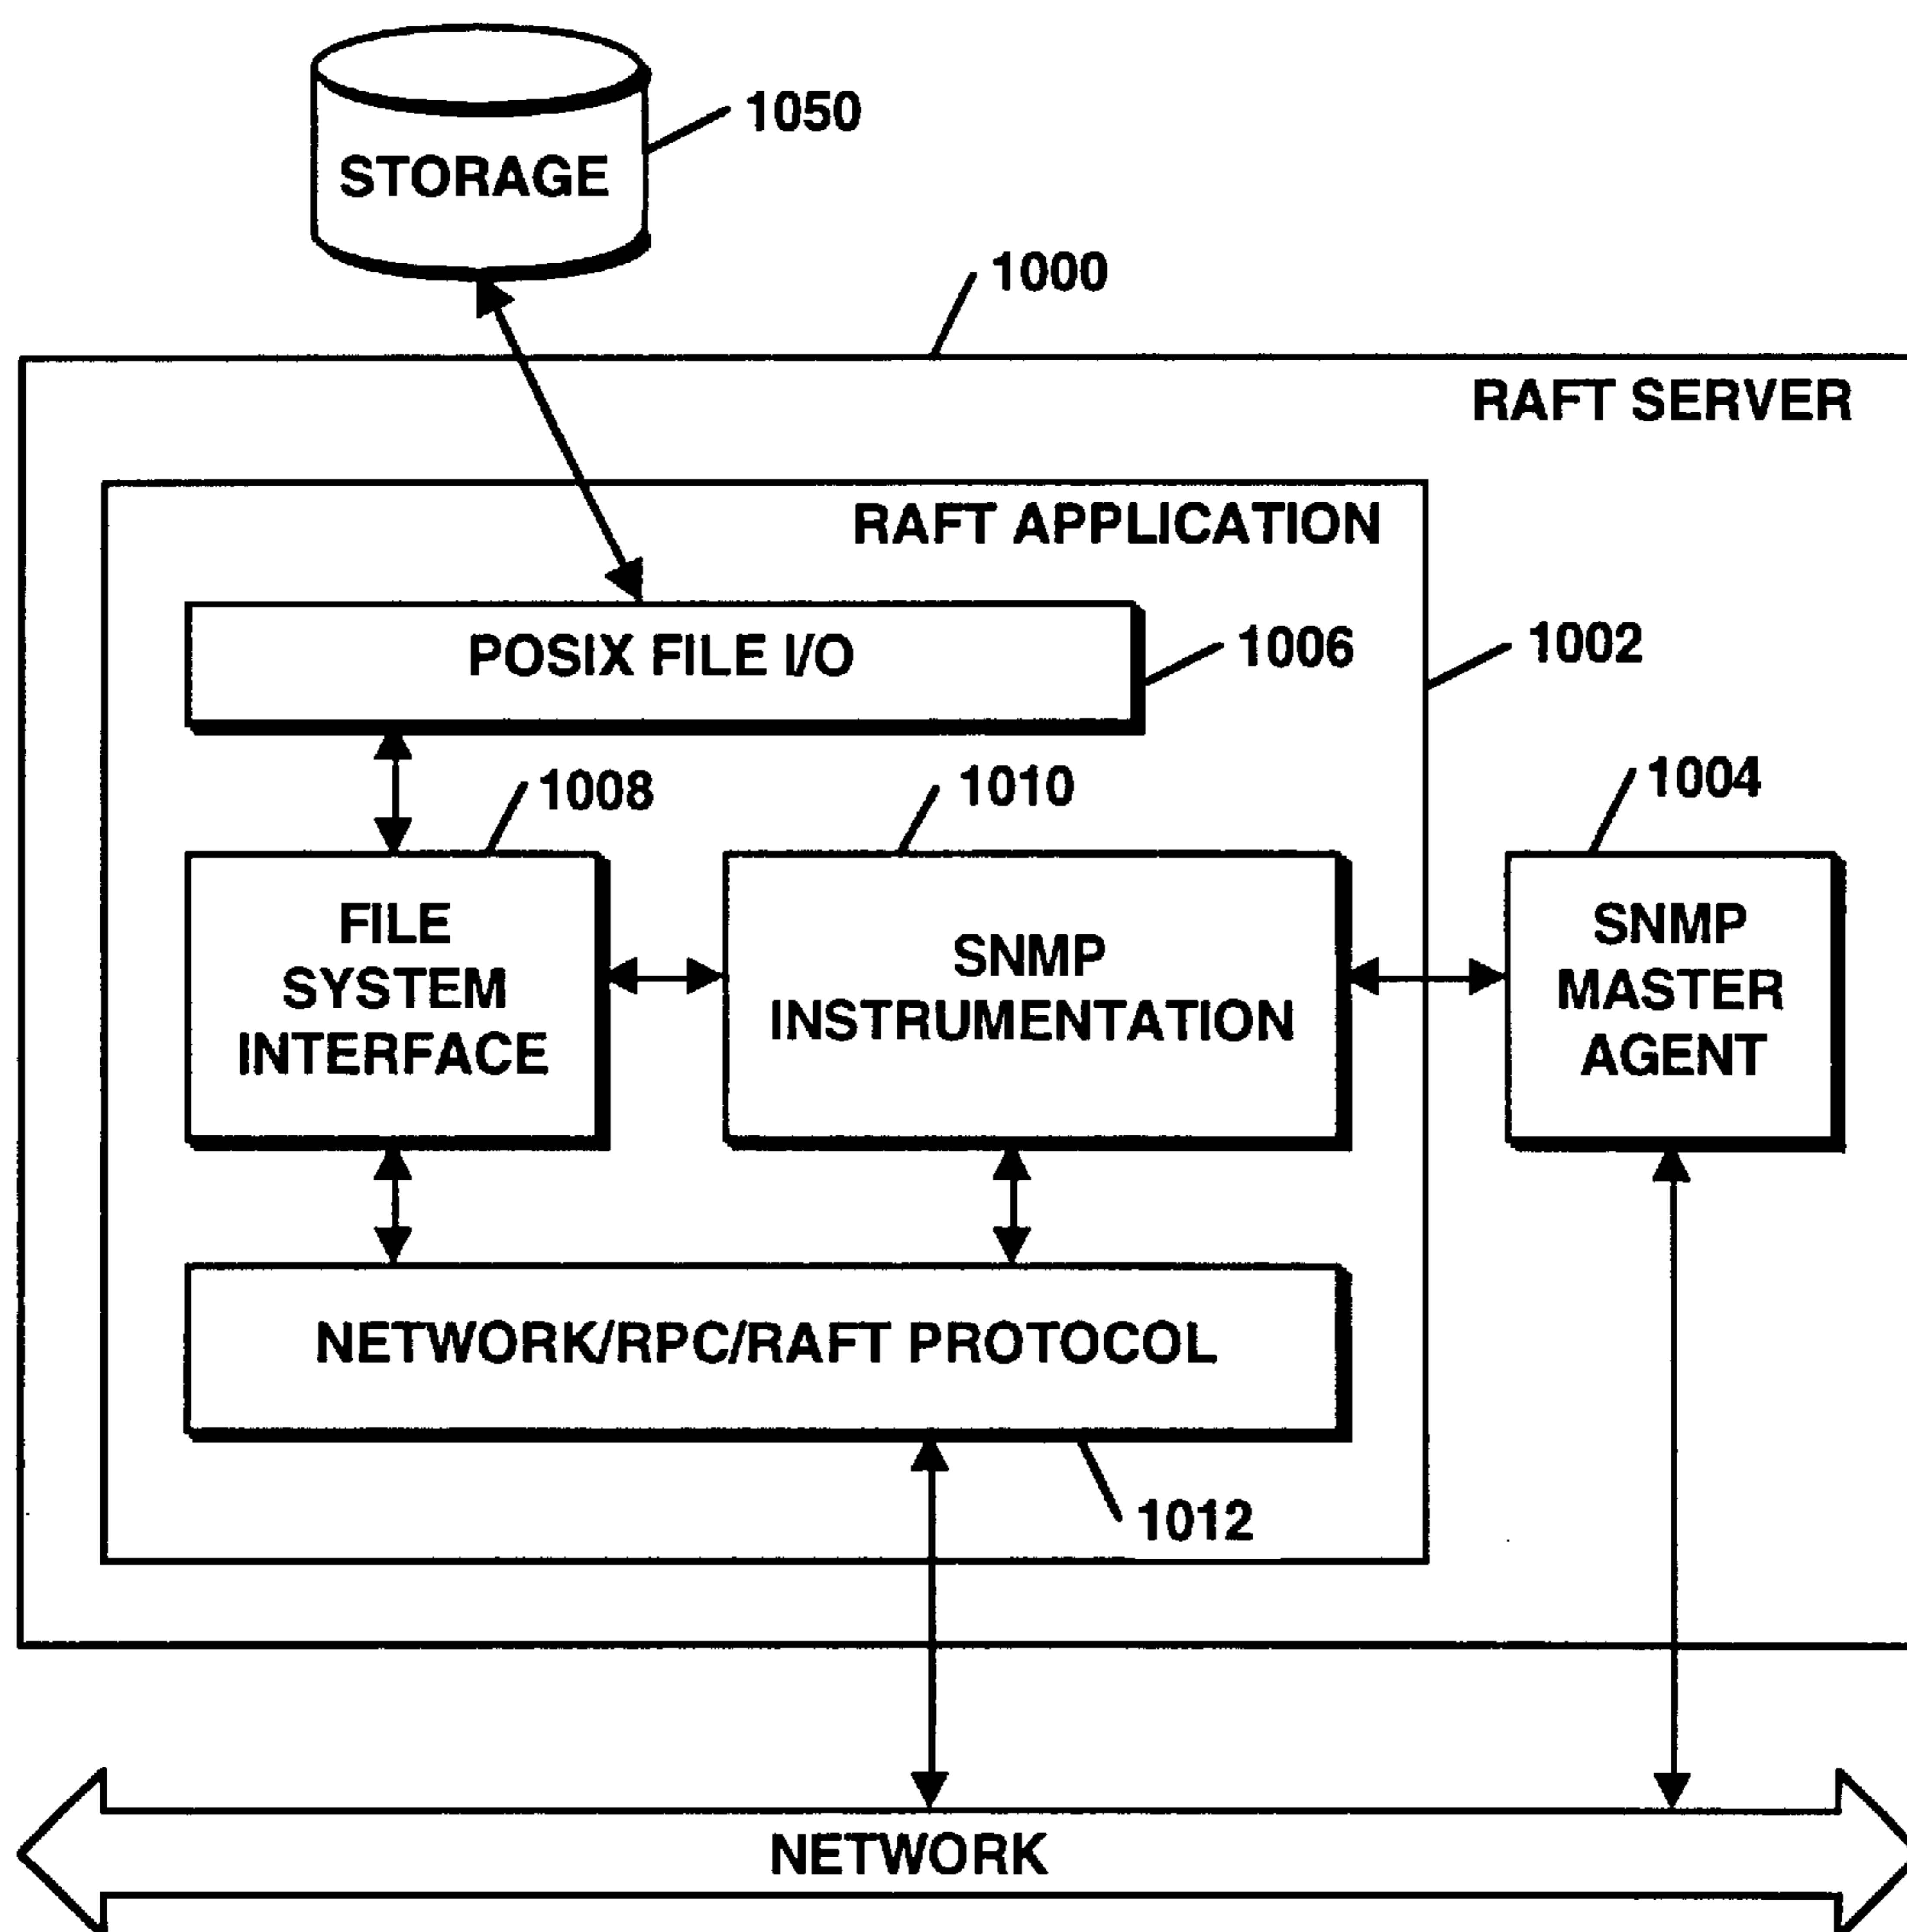 1050
STORAGE
1000
RAFT SERVER
RAFT APPLICATION
POSIX FILE I/O
1006
1002
1008
1010
1004
FILE
SYSTEM
INTERFACE
SNMP
INSTRUMENTATION
SNMP
MASTER
AGENT
NETWORK/RPC/RAFT PROTOCOL
1012
NETWORK